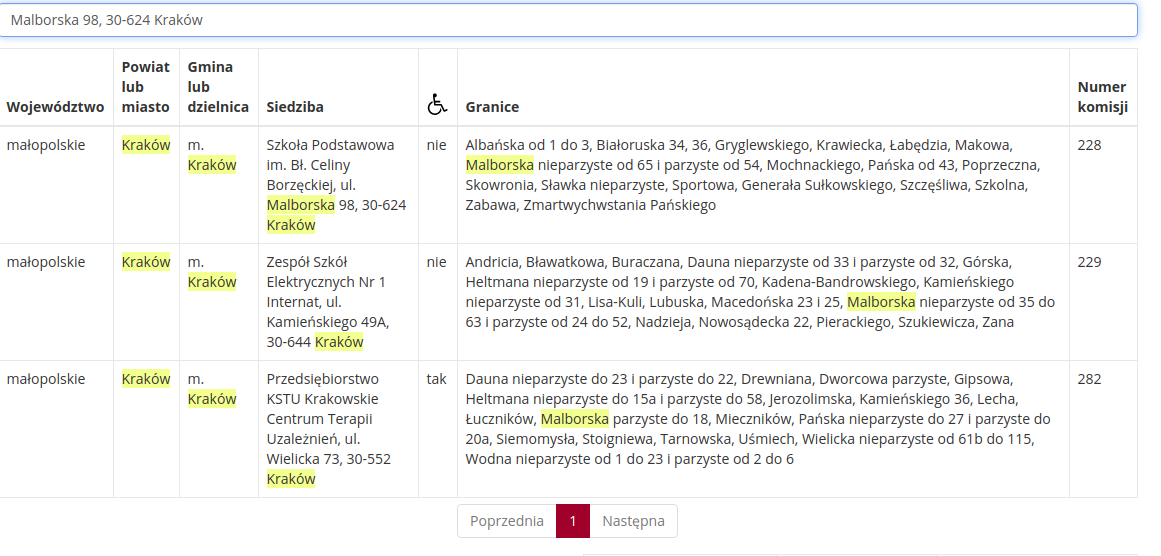 Malborska 98, 30-624 Kraków
Województwo
Powiat
lub
miasto
Gmina
lub
dzielnica
Siedziba
Granice
Numer
komisji
małopolskie
Kraków
m.
Kraków
Szkoła Podstawowa
im. Bł. Celiny
Borzęckiej, ul.
Malborska 98, 30-624
Kraków
nie
Albańska od 1 do 3, Białoruska 34, 36, Gryglewskiego, Krawiecka, Łabędzia, Makowa,
Malborska nieparzyste od 65 i parzyste od 54, Mochnackiego, Pańska od 43, Poprzeczna,
Skowronia, Sławka nieparzyste, Sportowa, Generała Sułkowskiego, Szczęśliwa, Szkolna,
Zabawa, Zmartwychwstania Pańskiego
228
małopolskie
Kraków
m.
Kraków
Zespół Szkół
Elektrycznych Nr 1
Internat, ul.
Kamieńskiego 49A,
30-644 Kraków
nie
Andricia, Bławatkowa, Buraczana, Dauna nieparzyste od 33 i parzyste od 32, Górska,
Heltmana nieparzyste od 19 i parzyste od 70, Kadena-Bandrowskiego, Kamieńskiego
nieparzyste od 31, Lisa-Kuli, Lubuska, Macedońska 23 i 25, Malborska nieparzyste od 35 do
63 i parzyste od 24 do 52, Nadzieja, Nowosądecka 22, Pierackiego, Szukiewicza, Zana
229
małopolskie
Kraków
m.
Kraków
Przedsiębiorstwo
KSTU Krakowskie
Centrum Terapii
Uzależnień, ul.
Wielicka 73, 30-552
Kraków
tak
Dauna nieparzyste do 23 i parzyste do 22, Drewniana, Dworcowa parzyste, Gipsowa,
Heltmana nieparzyste do 15a i parzyste do 58, Jerozolimska, Kamieńskiego 36, Lecha,
Łuczników, Malborska parzyste do 18, Mieczników, Pańska nieparzyste do 27 i parzyste do
20a, Siemomysła, Stoigniewa, Tarnowska, Uśmiech, Wielicka nieparzyste od 61b do 115,
Wodna nieparzyste od 1 do 23 i parzyste od 2 do 6
282
Poprzednia
1
Następna